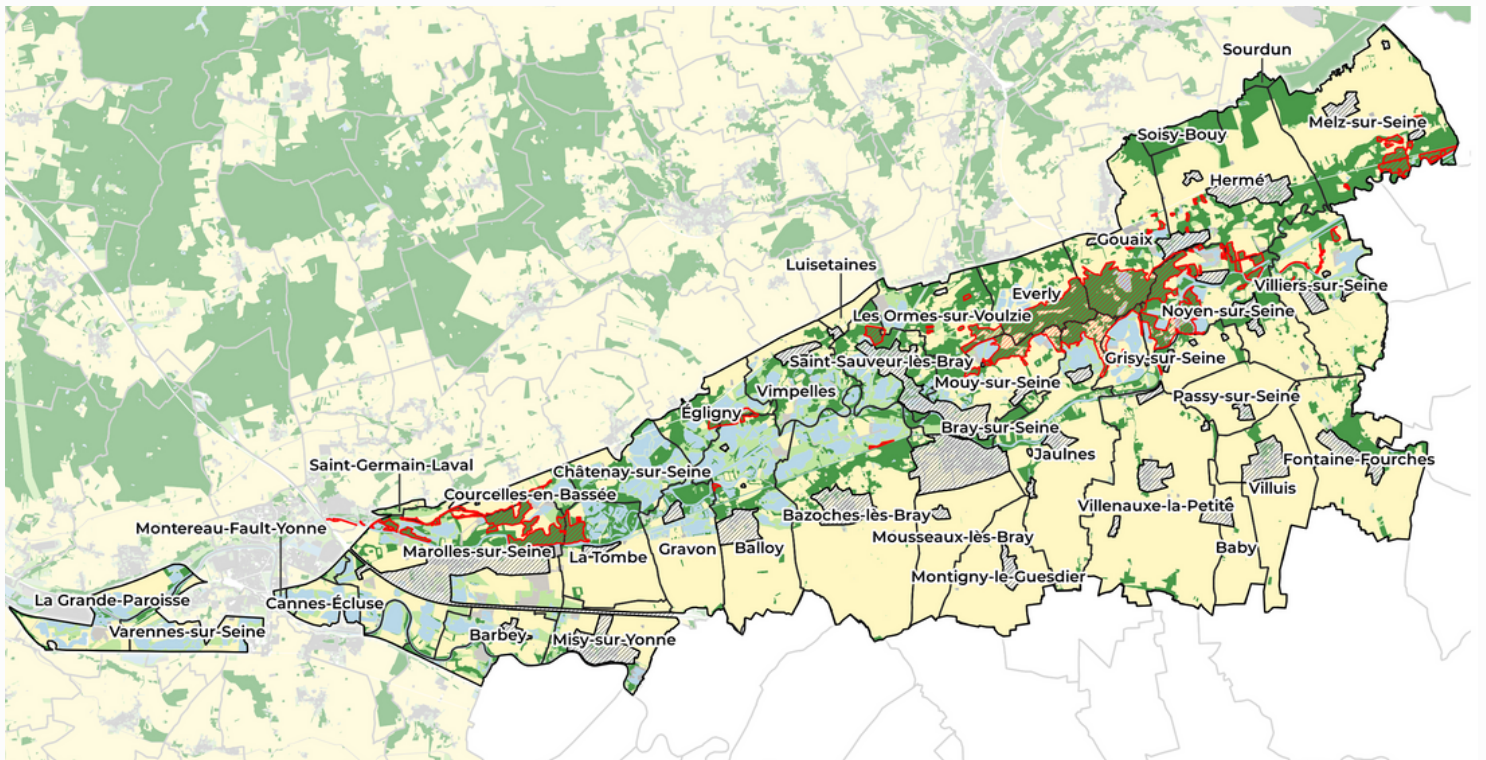 Sourdun
Melz-sur-Seine
Soisy-Bouy
Hermé
Gouaix
Luisetaines
Villiers-sur-Seine
Everly
Noyen-sur-Seine
Les Ormes-sur-Voulzie
Grisy-sur-Seine
Saint-Sauveur-lès-Bray
Mouy-sur-Seine
Vimpelles
Passy-sur-Seine
Égligny
Bray-sur-Seine
Jaulnes
Fontaine-Fourches
Saint-Germain-Laval
Châtenay-sur-Seine
Villuis
Courcelles-en-Bassée
Villenauxe-la-Petite
Bazoches-lès-Bray
Montereau-Fault-Yonne
Mousseaux-lès-Bray
Marolles-sur-Seine
La Tombe
Gravon
Balloy
Baby
Montigny-le-Guesdier
La Grande-Paroisse
Cannes-Écluse
Varennes-sur-Seine
Barbey
Misy-sur-Yonne